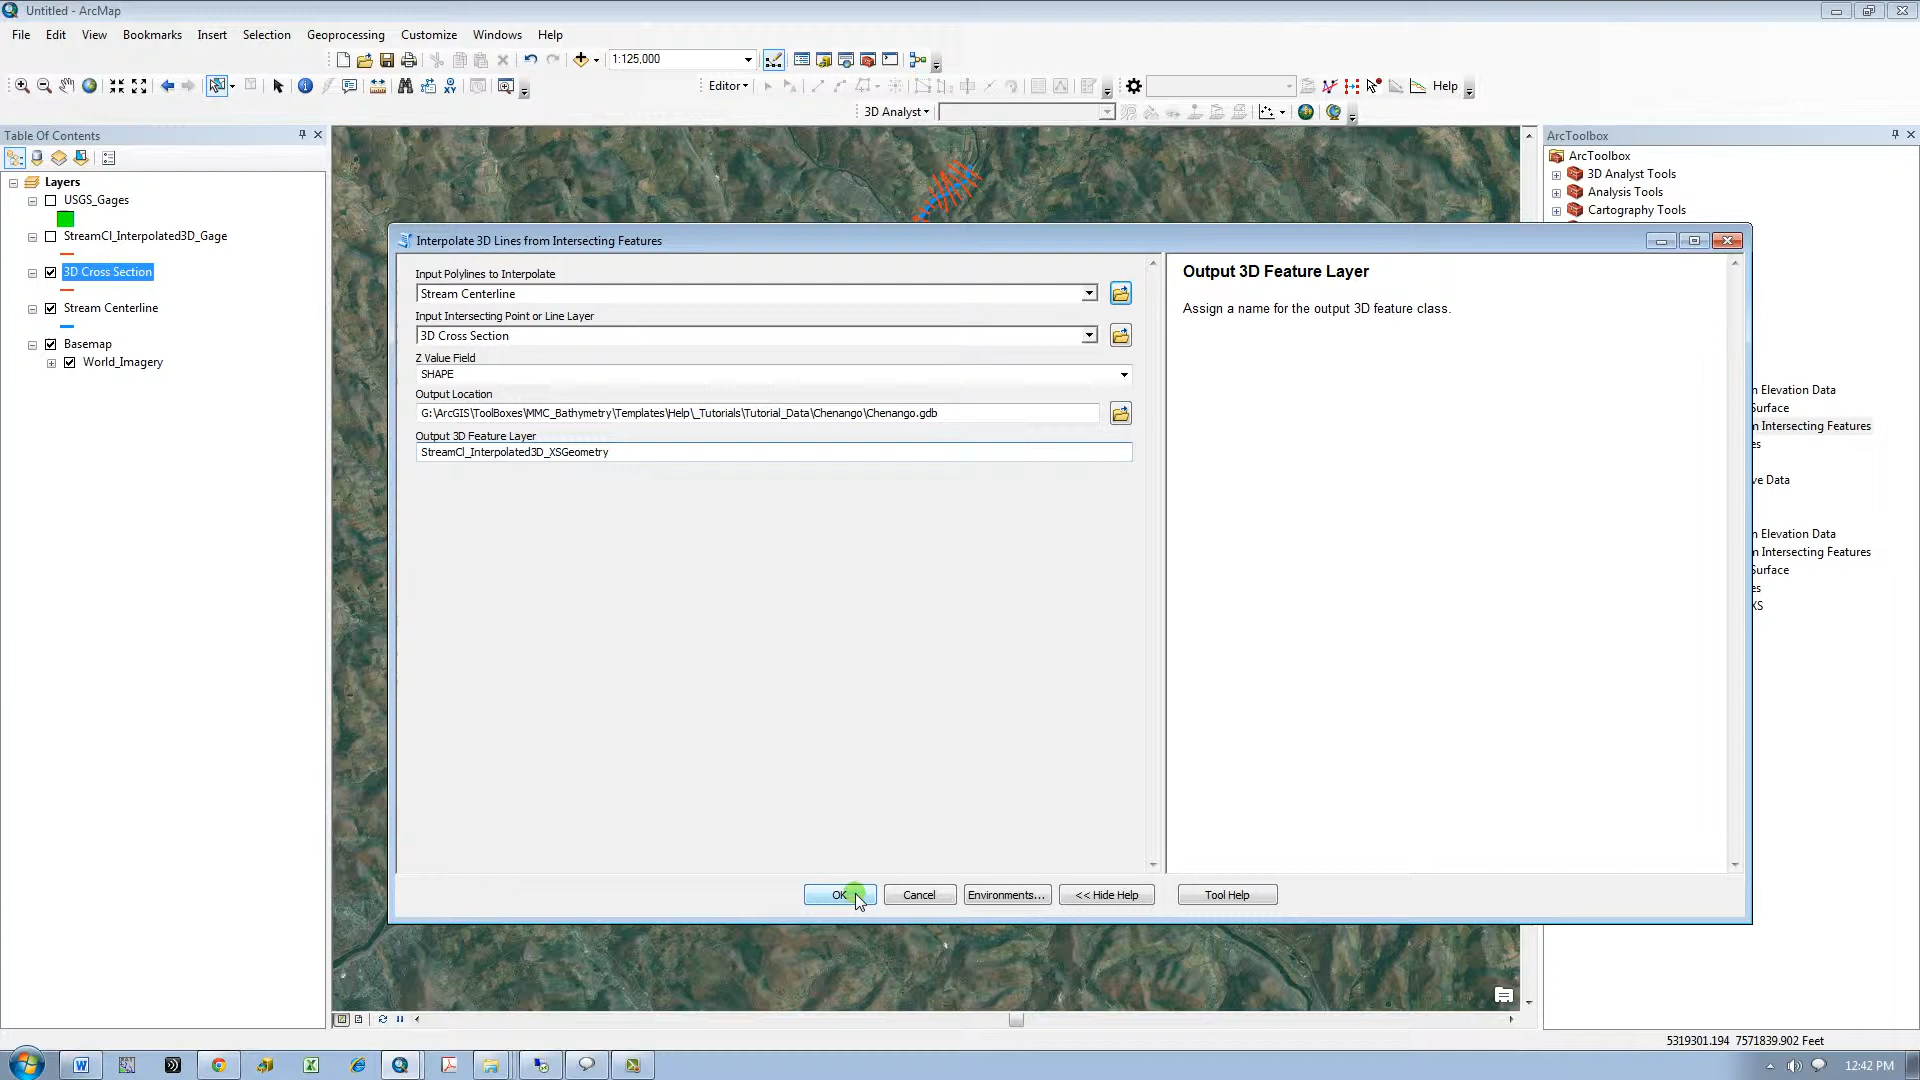 Untitled - ArcMap
File Edit View Bookmarks Insert Selection Geoprocessing Customize Windows Help
1:125,000
Editor Help
3D Analyst
Table Of Contents
Layers
USGS_Gages
StreamCl_Interpolated3D_Gage
3D Cross Section
Stream Centerline
Basemap
World_Imagery
Interpolate 3D Lines from Intersecting Features
Input Polylines to Interpolate
Stream Centerline
Input Intersecting Point or Line Layer
3D Cross Section
Z Value Field
SHAPE
Output Location
G:\ArcGIS\ToolBoxes\MMC_Bathymetry\Templates\Help\_Tutorials\Tutorial_Data\Chenango\Chenango.gdb
Output 3D Feature Layer
StreamCl_Interpolated3D_XSGeometry
OK Cancel Environments... << Hide Help Tool Help
Output 3D Feature Layer
Assign a name for the output 3D feature class.
ArcToolbox
ArcToolbox
3D Analyst Tools
Analysis Tools
Cartography Tools
n Elevation Data
Surface
n Intersecting Features
es
ve Data
n Elevation Data
n Intersecting Features
Surface
es
XS
5319301.194 7571839.902 Feet
12:42 PM